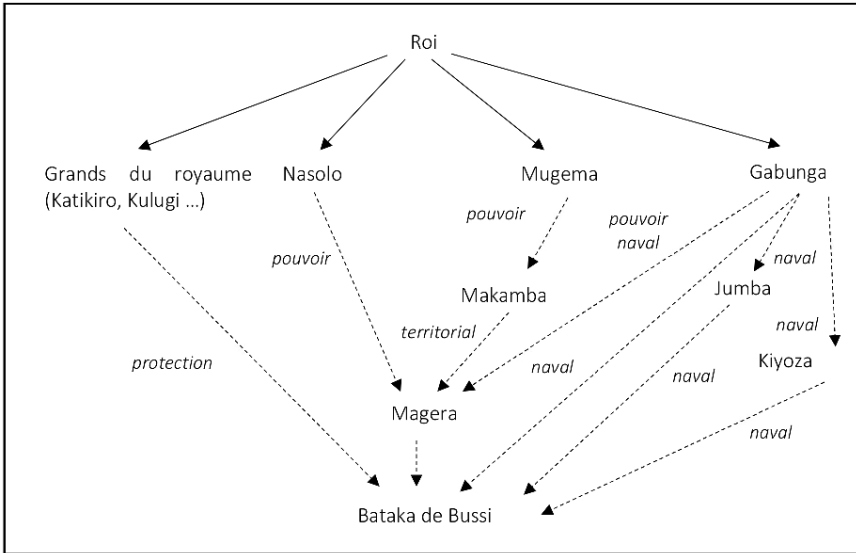 Roi
Grands du royaume
(Katikiro, Kulugi ...)
Nasolo
Mugema
Gabunga
pouvoir
pouvoir
naval
pouvoir
naval
Makamba
Jumba
territorial
naval
protection
naval
naval
Kiyoza
Magera
naval
Bataka de Bussi